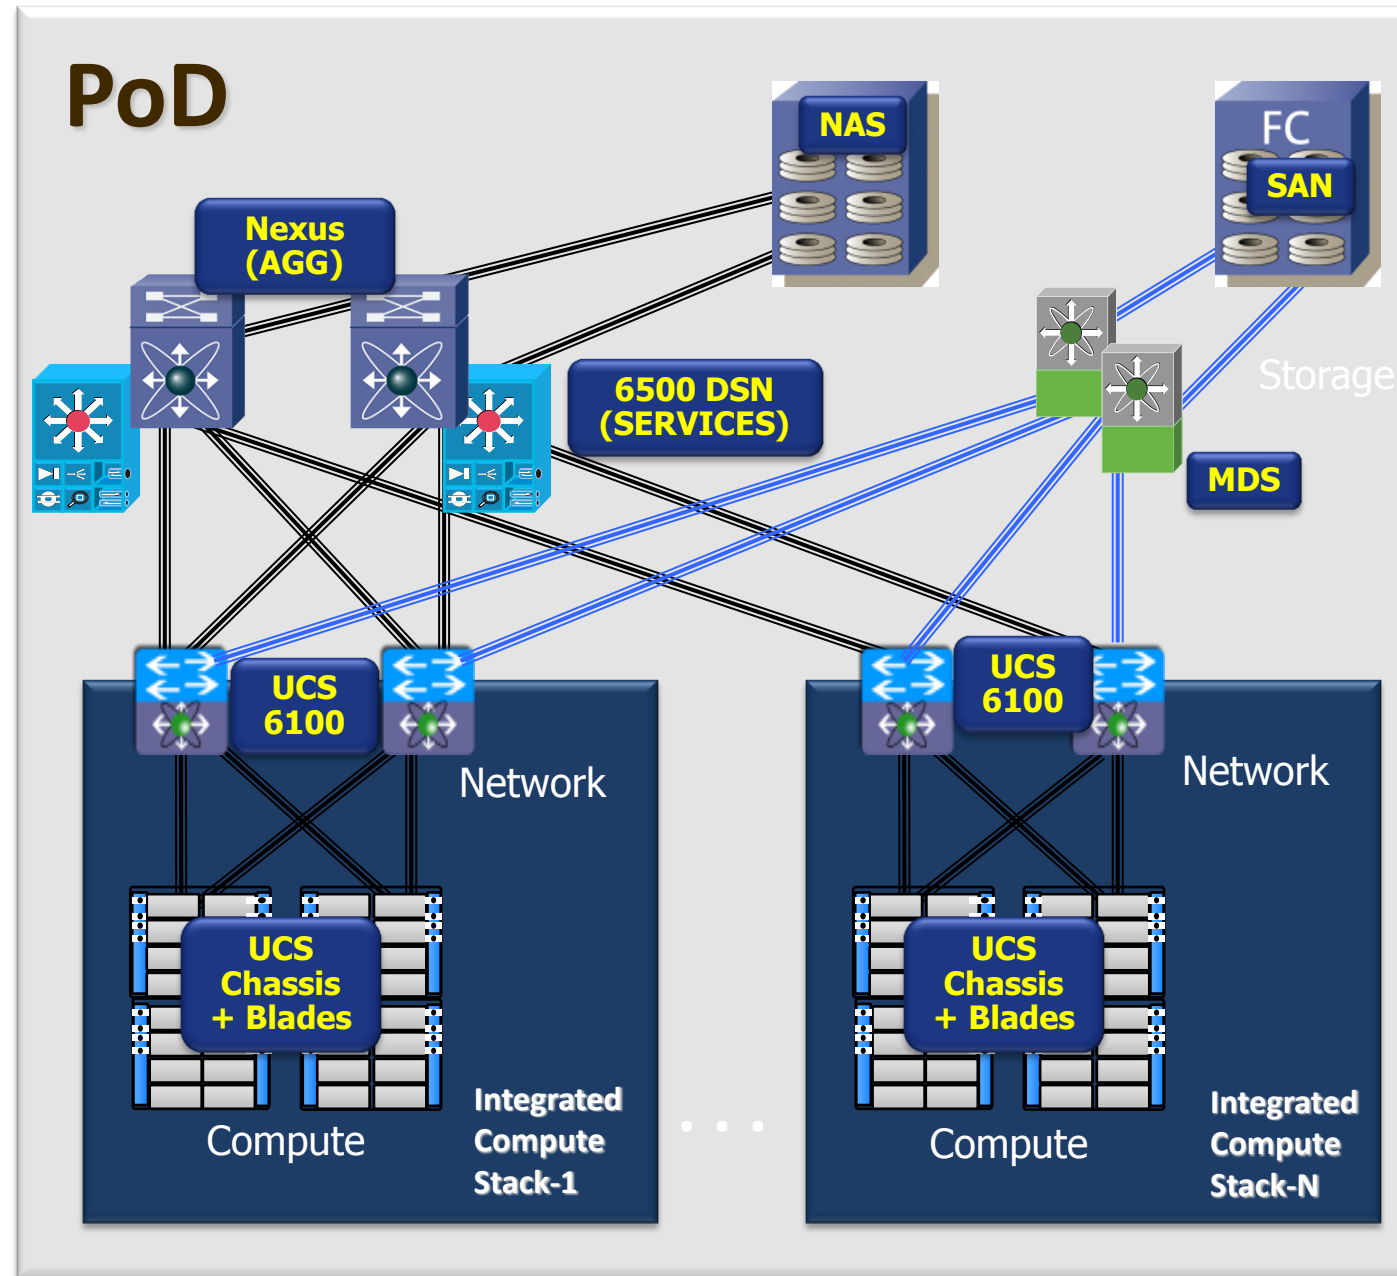 PoD
NAS
FC
SAN
Nexus
(AGG)
6500 DSN
(SERVICES)
Storage
MDS
UCS
6100
UCS
6100
Network
Network
UCS
Chassis
+ Blades
UCS
Chassis
+ Blades
Integrated
Compute
Stack-1
Compute
. . .
Integrated
Compute
Stack-N
Compute